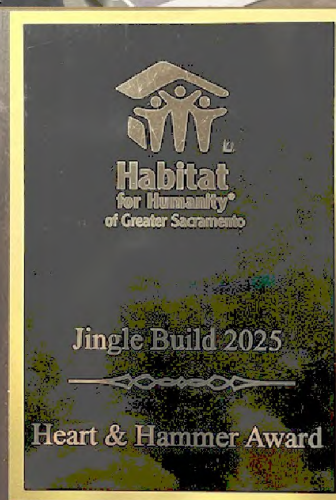 Habitat
for Humanity®
of Greater Sacramento
Jingle Build 2025
Heart & Hammer Award